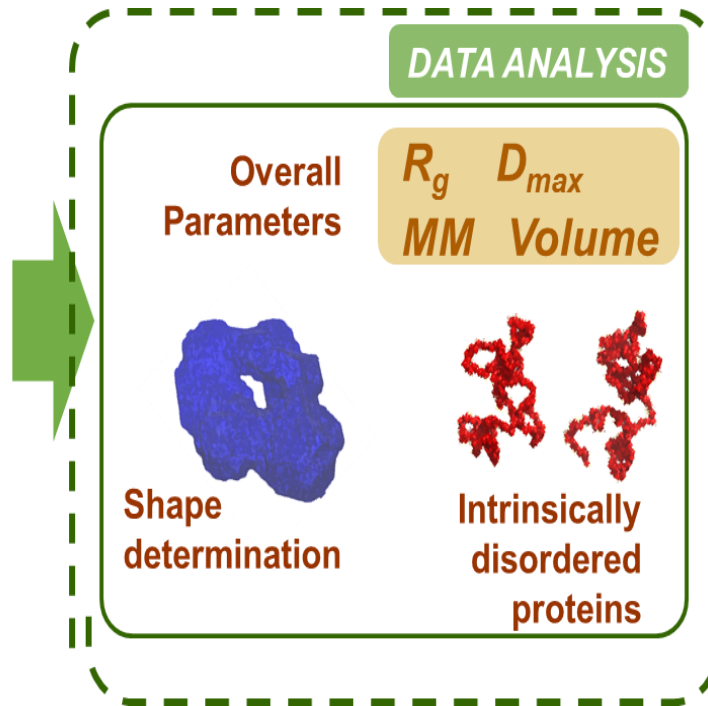 DATA ANALYSIS
Overall
Parameters
Rg Dmax
MM Volume
Shape
determination
Intrinsically
disordered
proteins